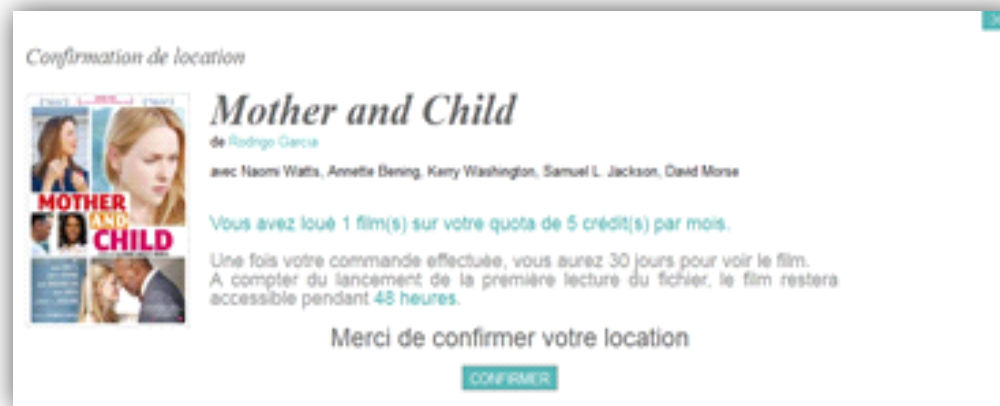 Confirmation de location
Mother and Child
de Rodrigo Garcia
avec Naomi Watts, Annette Bening, Kerry Washington, Samuel L. Jackson, David Morse
MOTHER
AND
CHILD
Vous avez loué 1 film(s) sur votre quota de 5 crédit(s) par mois.
Une fois votre commande effectuée, vous aurez 30 jours pour voir le film.
A compter du lancement de la première lecture du fichier, le film restera
accessible pendant 48 heures.
Merci de confirmer votre location
CONFIRMER